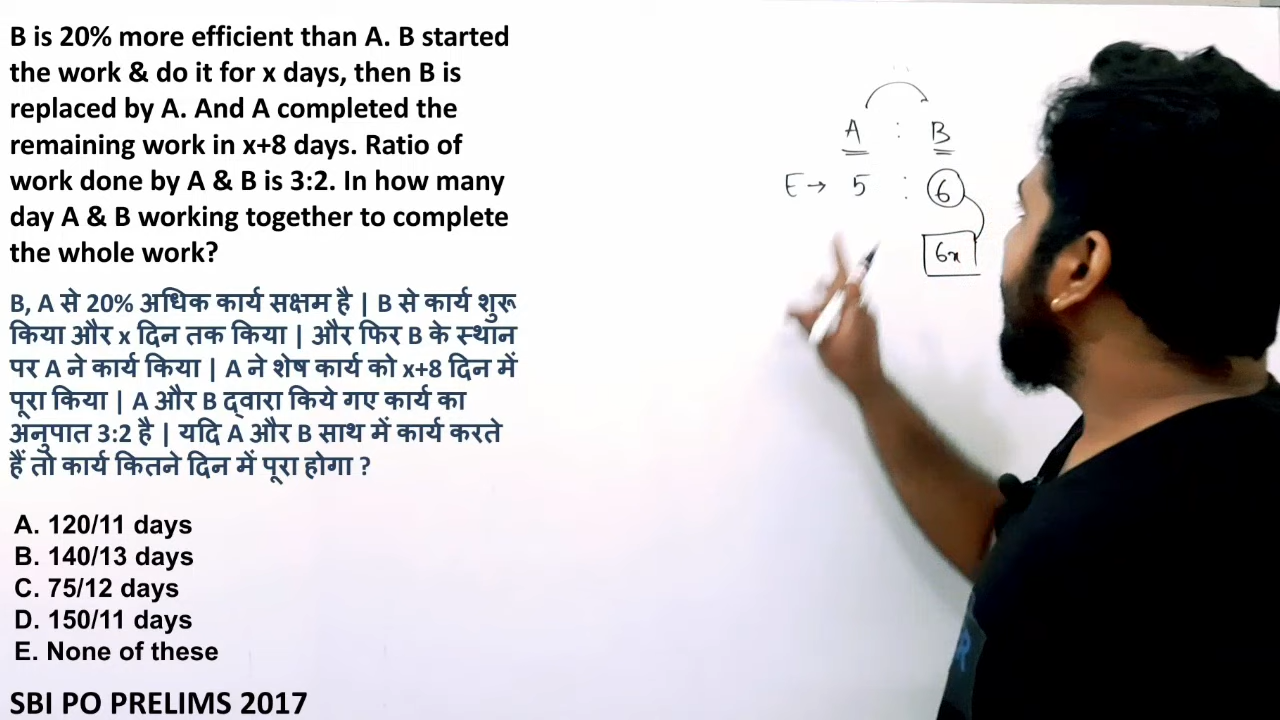 B is 20% more efficient than A. B started
the work & do it for x days, then B is
replaced by A. And A completed the
remaining work in x+8 days. Ratio of
work done by A & B is 3:2. In how many
day A & B working together to complete
the whole work?
B, A से 20% अधिक कार्य सक्षम है | B से कार्य शुरू
किया और x दिन तक किया | और फिर B के स्थान
पर A ने कार्य किया | A ने शेष कार्य को x+8 दिन में
पूरा किया | A और B द्वारा किये गए कार्य का
अनुपात 3:2 है | यदि A और B साथ में कार्य करते
हैं तो कार्य कितने दिन में पूरा होगा ?
A. 120/11 days
B. 140/13 days
C. 75/12 days
D. 150/11 days
E. None of these
SBI PO PRELIMS 2017
A : B
E→ 5 : 6
6x